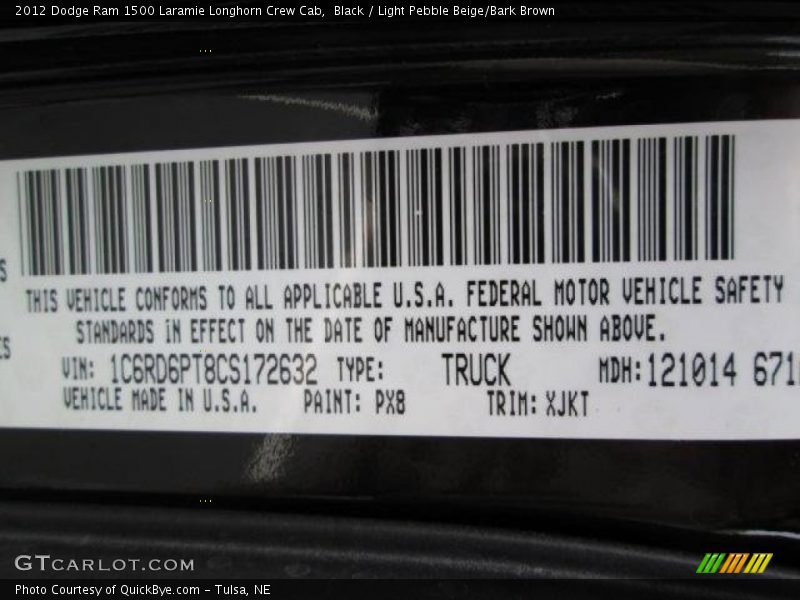 2012 Dodge Ram 1500 Laramie Longhorn Crew Cab,  Black / Light Pebble Beige/Bark Brown
THIS VEHICLE CONFORMS TO ALL APPLICABLE U.S.A. FEDERAL MOTOR VEHICLE SAFETY
STANDARDS IN EFFECT ON THE DATE OF MANUFACTURE SHOWN ABOVE.
VIN: 1C6RD6PT8CS172632 TYPE: TRUCK MDH:121014 671
VEHICLE MADE IN U.S.A. PAINT: PX8 TRIM: XJKT
GTCARLOT.COM
Photo Courtesy of QuickBye.com – Tulsa, NE